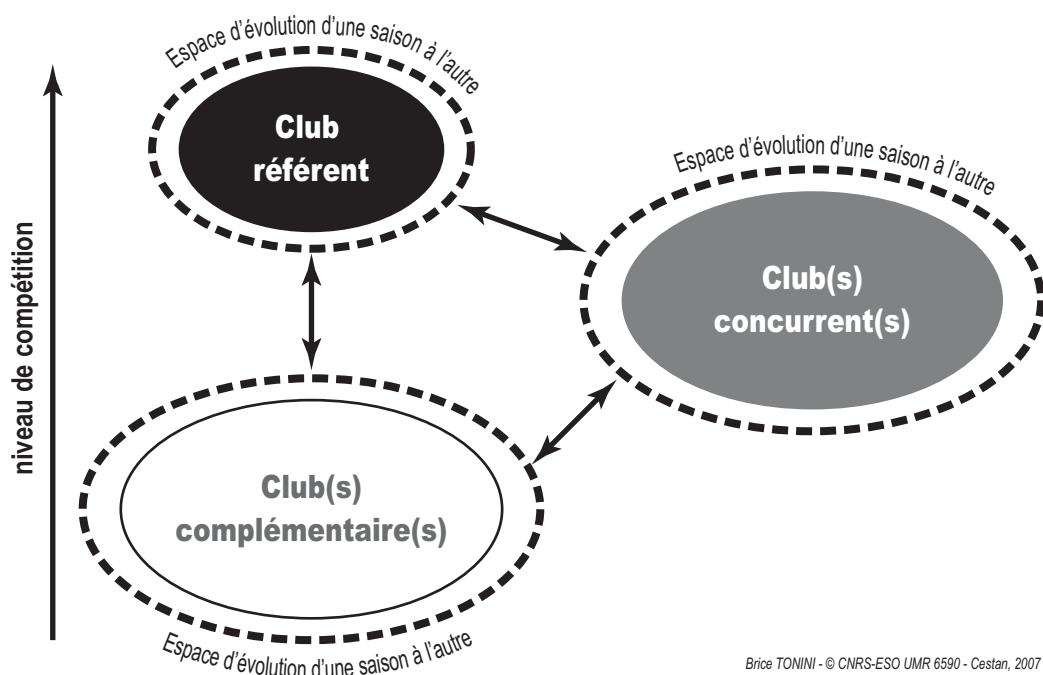 Espace d'évolution d'une saison à l'autre
Club
référent
Espace d'évolution d'une saison à l'autre
Club(s)
concurrent(s)
niveau de compétition
Club(s)
complémentaire(s)
Espace d'évolution d'une saison à l'autre
Brice TONINI - © CNRS-ESO UMR 6590 - Cestan, 2007